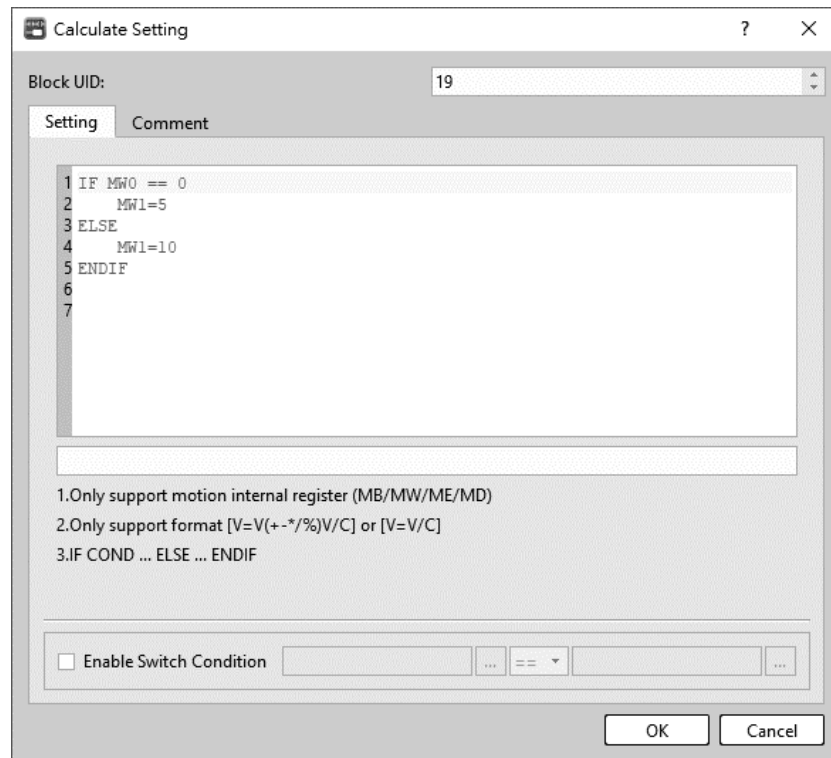 Calculate Setting ? ×
Block UID: 19
Setting Comment
1 IF MW0 == 0
2 MW1=5
3 ELSE
4 MW1=10
5 ENDIF
6
7
1.Only support motion internal register (MB/MW/ME/MD)
2.Only support format [V=V(+-*/%)V/C] or [V=V/C]
3.IF COND ... ELSE ... ENDIF
Enable Switch Condition ... == ...
OK Cancel